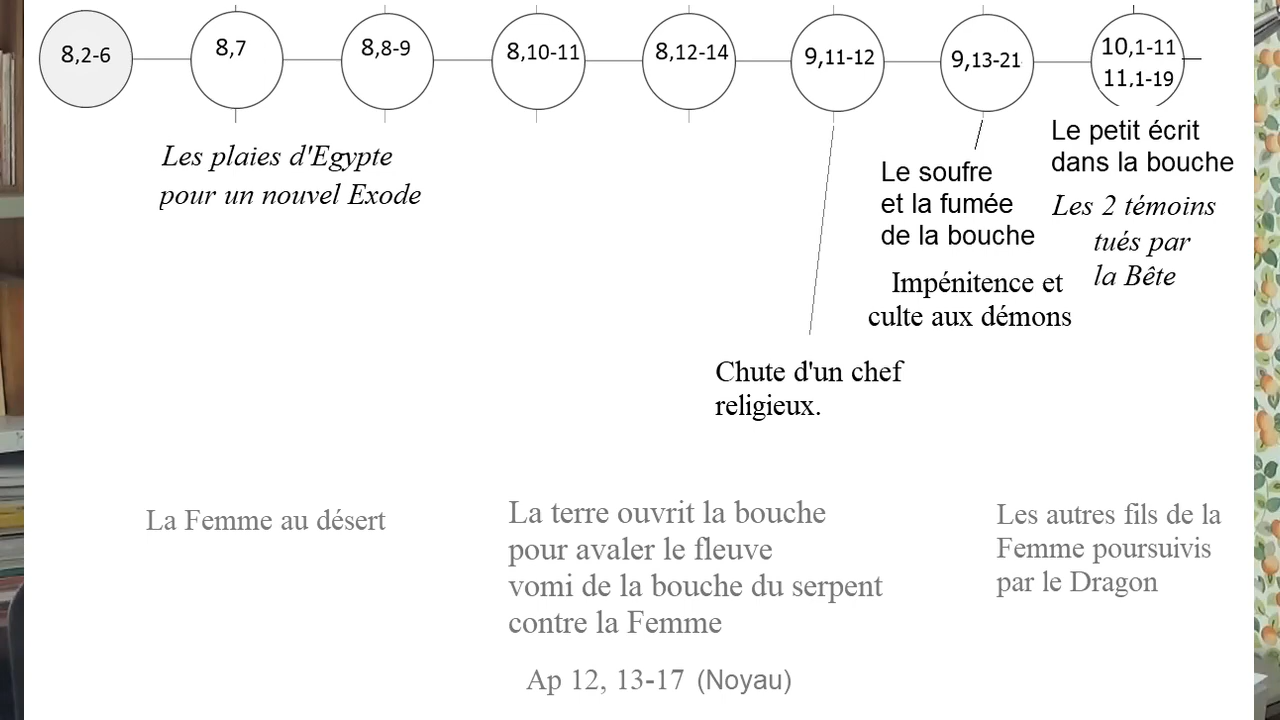 8,2-6
8,7
8,8-9
8,10-11
8,12-14
9,11-12
9,13-21
10,1-11
11,1-19
Les plaies d'Egypte
pour un nouvel Exode
Le soufre
et la fumée
de la bouche
Impénitence et
culte aux démons
Le petit écrit
dans la bouche
Les 2 témoins
tués par
la Bête
Chute d'un chef
religieux.
La Femme au désert
La terre ouvrit la bouche
pour avaler le fleuve
vomi de la bouche du serpent
contre la Femme
Ap 12, 13-17 (Noyau)
Les autres fils de la
Femme poursuivis
par le Dragon